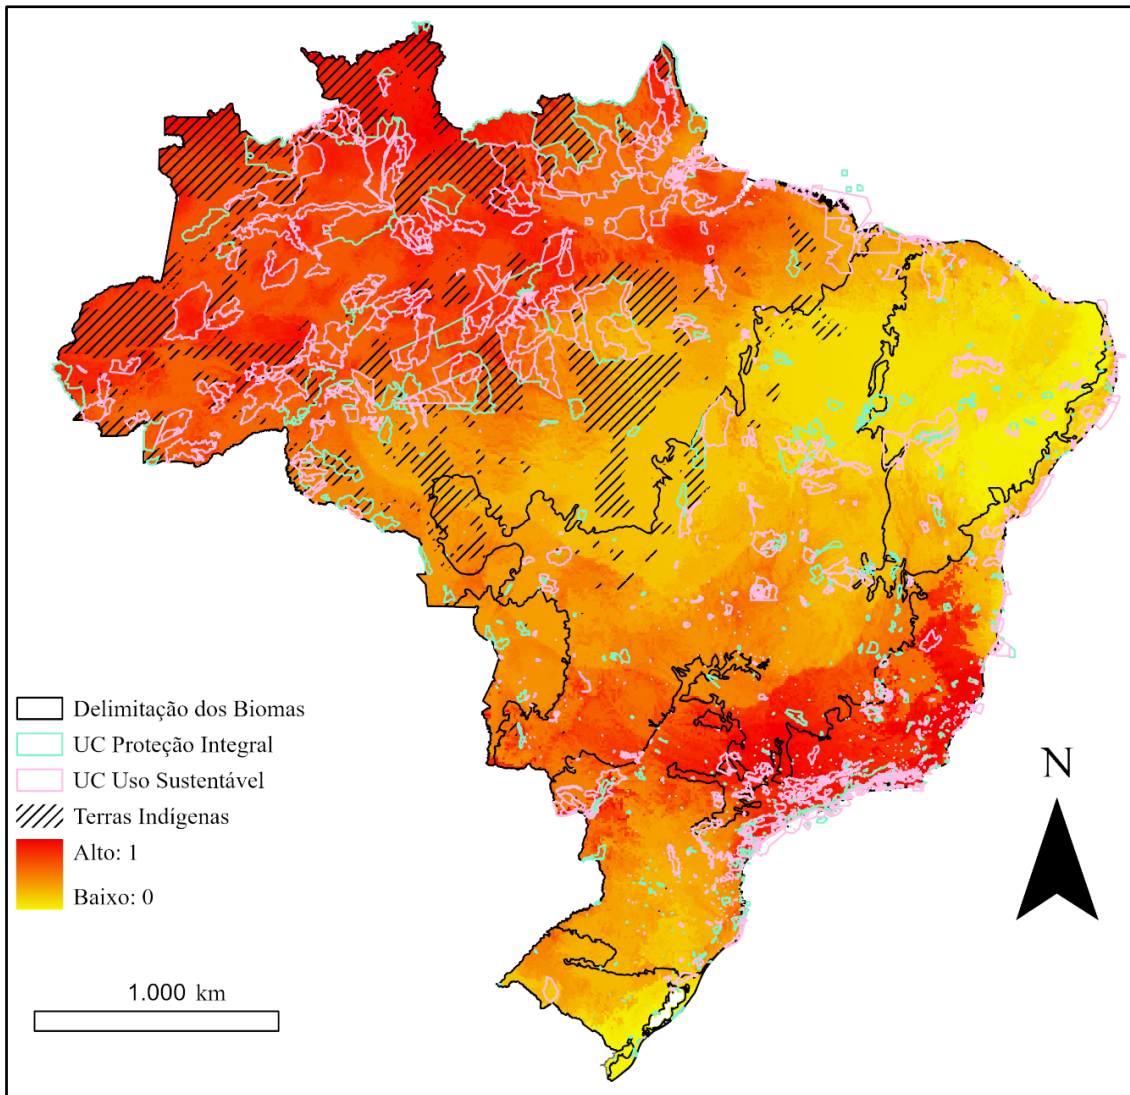 Delimitação dos Biomas
UC Proteção Integral
UC Uso Sustentável
Terras Indígenas
Alto: 1
Baixo: 0
N
1.000 km